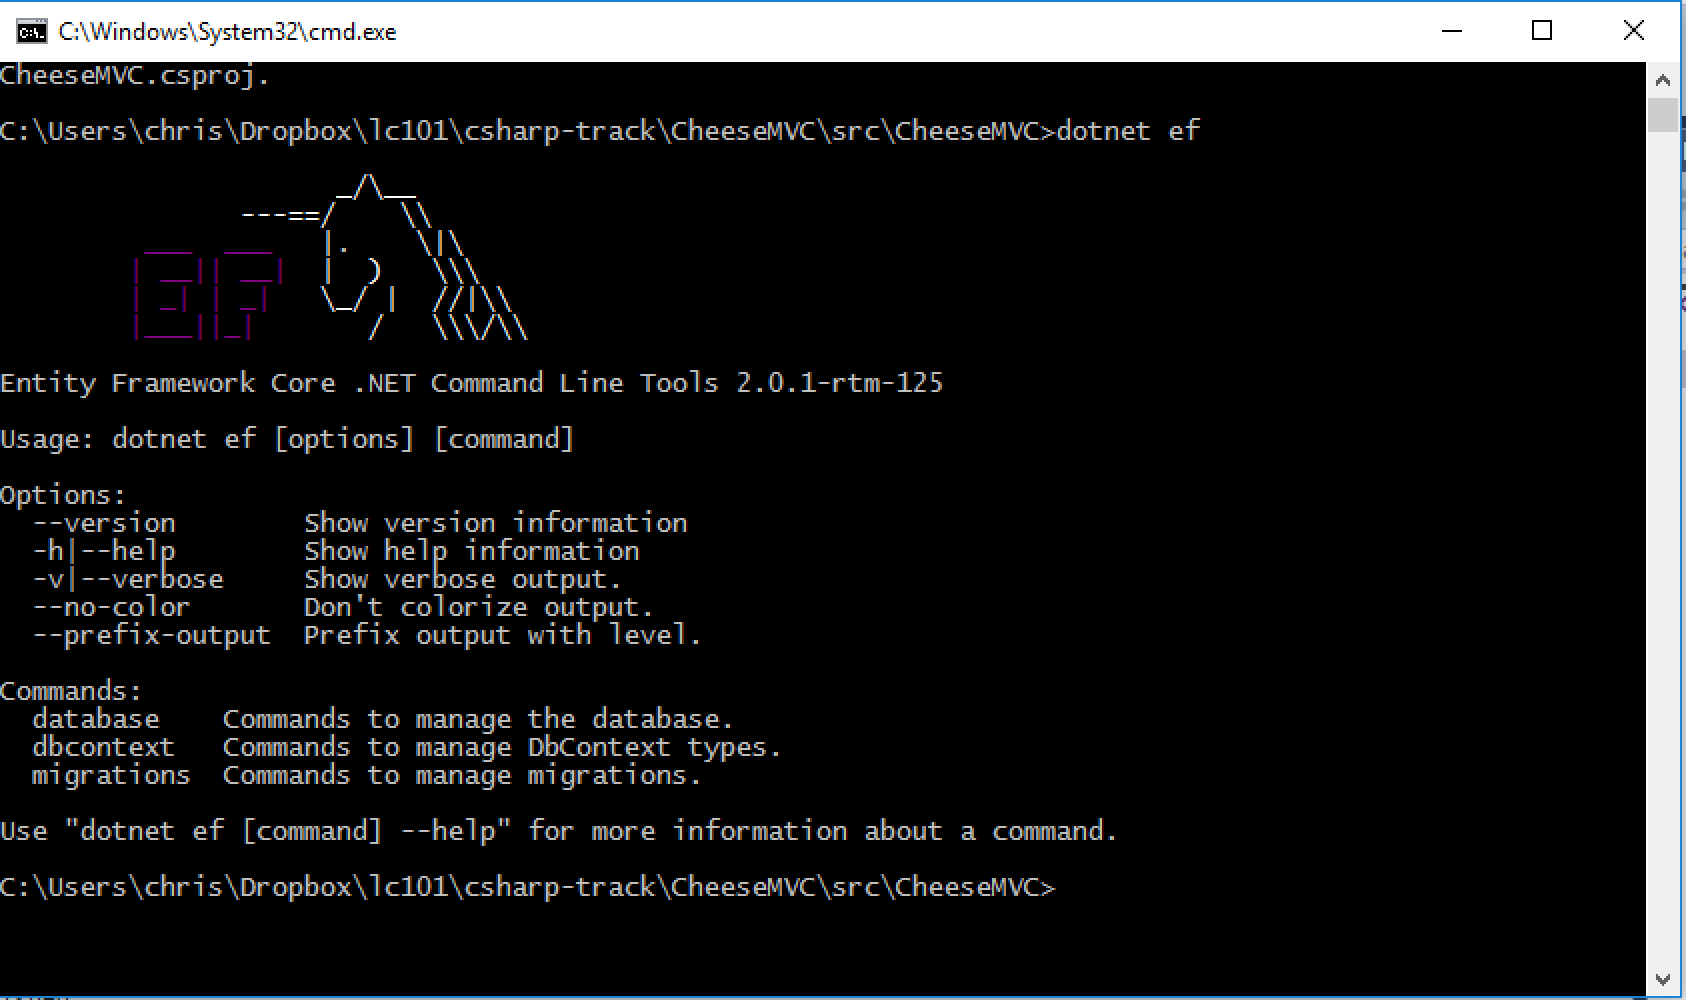 C:\Windows\System32\cmd.exe
CheeseMVC.csproj.
C:\Users\chris\Dropbox\lc101\csharp-track\CheeseMVC\src\CheeseMVC>dotnet ef
EF
Entity Framework Core .NET Command Line Tools 2.0.1-rtm-125
Usage: dotnet ef [options] [command]
Options:
--version Show version information
-h|--help Show help information
-v|--verbose Show verbose output.
--no-color Don't colorize output.
--prefix-output Prefix output with level.
Commands:
database Commands to manage the database.
dbcontext Commands to manage DbContext types.
migrations Commands to manage migrations.
Use "dotnet ef [command] --help" for more information about a command.
C:\Users\chris\Dropbox\lc101\csharp-track\CheeseMVC\src\CheeseMVC>